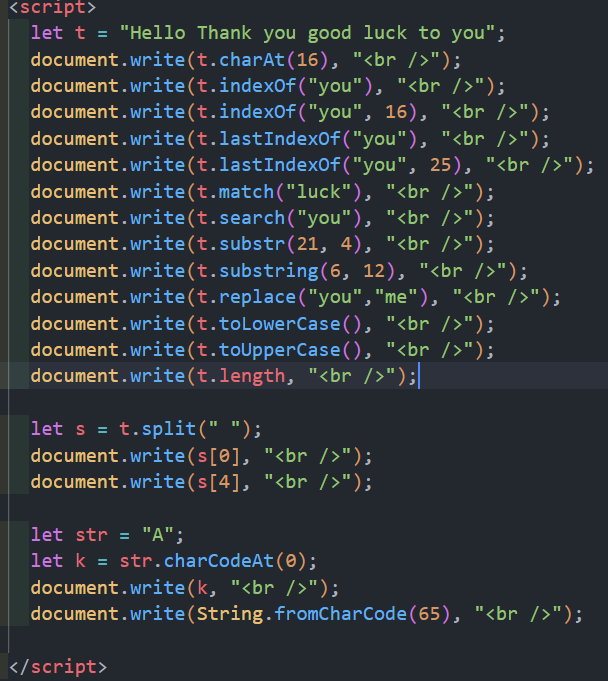 <script>
let t = "Hello Thank you good luck to you";
document.write(t.charAt(16), "<br />");
document.write(t.indexOf("you"), "<br />");
document.write(t.indexOf("you", 16), "<br />");
document.write(t.lastIndexOf("you"), "<br />");
document.write(t.lastIndexOf("you", 25), "<br />");
document.write(t.match("luck"), "<br />");
document.write(t.search("you"), "<br />");
document.write(t.substr(21, 4), "<br />");
document.write(t.substring(6, 12), "<br />");
document.write(t.replace("you","me"), "<br />");
document.write(t.toLowerCase(), "<br />");
document.write(t.toUpperCase(), "<br />");
document.write(t.length, "<br />");
let s = t.split(" ");
document.write(s[0], "<br />");
document.write(s[4], "<br />");
let str = "A";
let k = str.charCodeAt(0);
document.write(k, "<br />");
document.write(String.fromCharCode(65), "<br />");
</script>